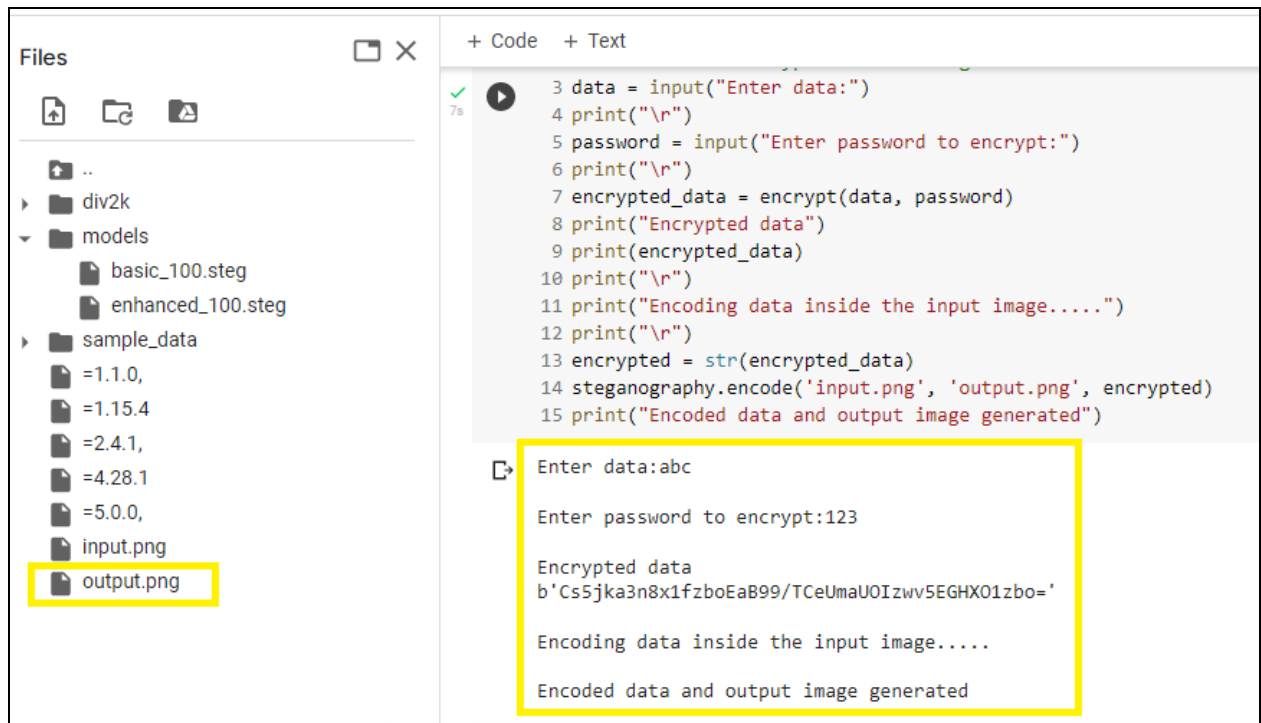 Files
..
div2k
models
basic_100.steg
enhanced_100.steg
sample_data
=1.1.0,
=1.15.4
=2.4.1,
=4.28.1
=5.0.0,
input.png
output.png
+ Code + Text
7s
3 data = input("Enter data:")
4 print("\r")
5 password = input("Enter password to encrypt:")
6 print("\r")
7 encrypted_data = encrypt(data, password)
8 print("Encrypted data")
9 print(encrypted_data)
10 print("\r")
11 print("Encoding data inside the input image.....")
12 print("\r")
13 encrypted = str(encrypted_data)
14 steganography.encode('input.png', 'output.png', encrypted)
15 print("Encoded data and output image generated")
Enter data:abc
Enter password to encrypt:123
Encrypted data
b'Cs5jka3n8x1fzboEaB99/TCeUmaUOIzwv5EGHXO1zbo='
Encoding data inside the input image.....
Encoded data and output image generated